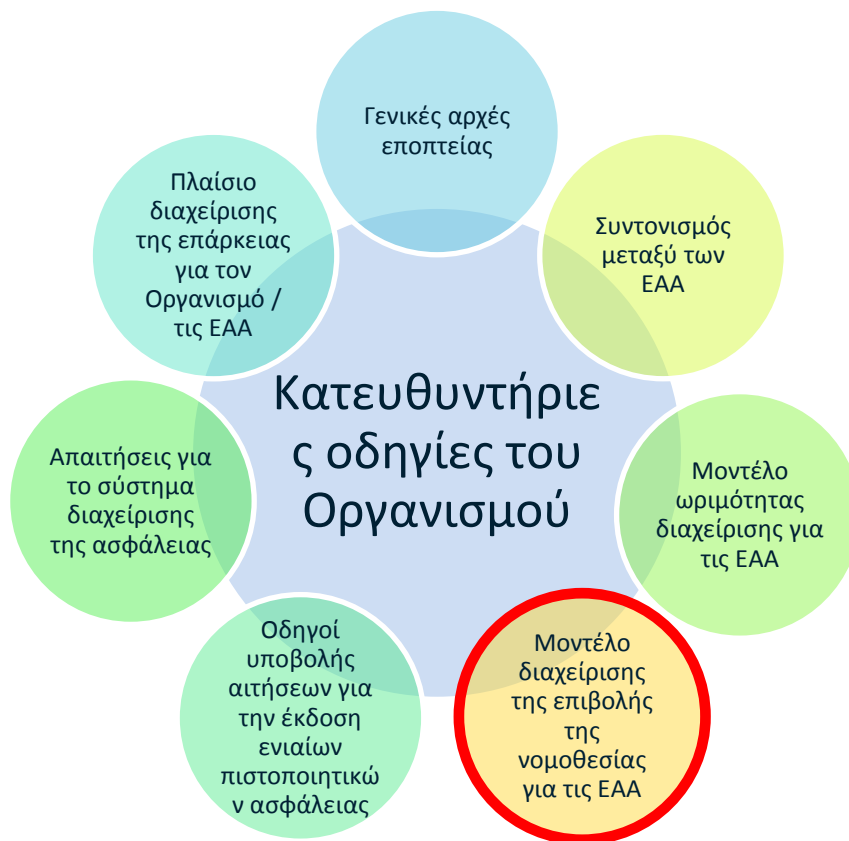 Γενικές αρχές
εποπτείας
Συντονισμός
μεταξύ των
ΕΑΑ
Μοντέλο
ωριμότητας
διαχείρισης για
τις ΕΑΑ
Μοντέλο
διαχείρισης
της επιβολής
της
νομοθεσίας
για τις ΕΑΑ
Οδηγοί
υποβολής
αιτήσεων για
την έκδοση
ενιαίων
πιστοποιητικώ
ν ασφάλειας
Απαιτήσεις για
το σύστημα
διαχείρισης
της ασφάλειας
Πλαίσιο
διαχείρισης
της επάρκειας
για τον
Οργανισμό /
τις ΕΑΑ
Κατευθυντήριε
ς οδηγίες του
Οργανισμού